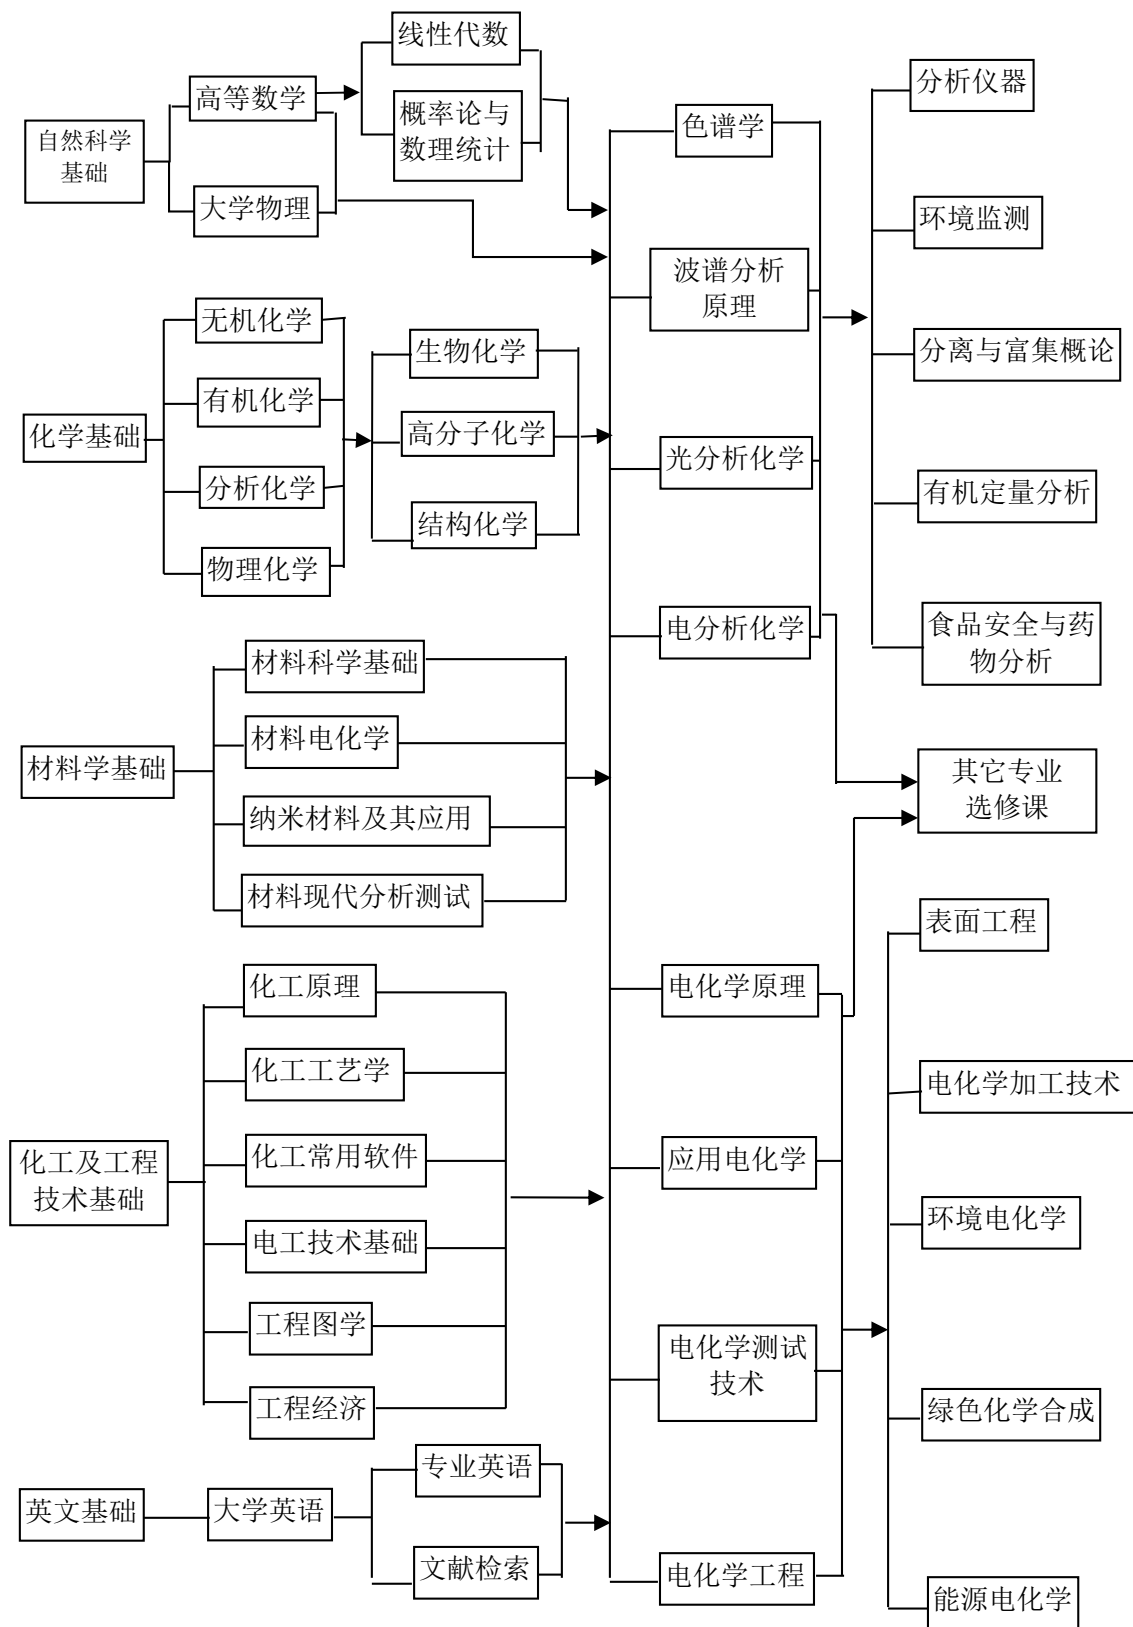 自然科学
基础
高等数学
大学物理
线性代数
概率论与
数理统计
化学基础
无机化学
有机化学
分析化学
物理化学
生物化学
高分子化学
结构化学
材料学基础
材料科学基础
材料电化学
纳米材料及其应用
材料现代分析测试
化工及工程
技术基础
化工原理
化工工艺学
化工常用软件
电工技术基础
工程图学
工程经济
英文基础
大学英语
专业英语
文献检索
色谱学
波谱分析
原理
光分析化学
电分析化学
电化学原理
应用电化学
电化学测试
技术
电化学工程
分析仪器
环境监测
分离与富集概论
有机定量分析
食品安全与药
物分析
其它专业
选修课
表面工程
电化学加工技术
环境电化学
绿色化学合成
能源电化学